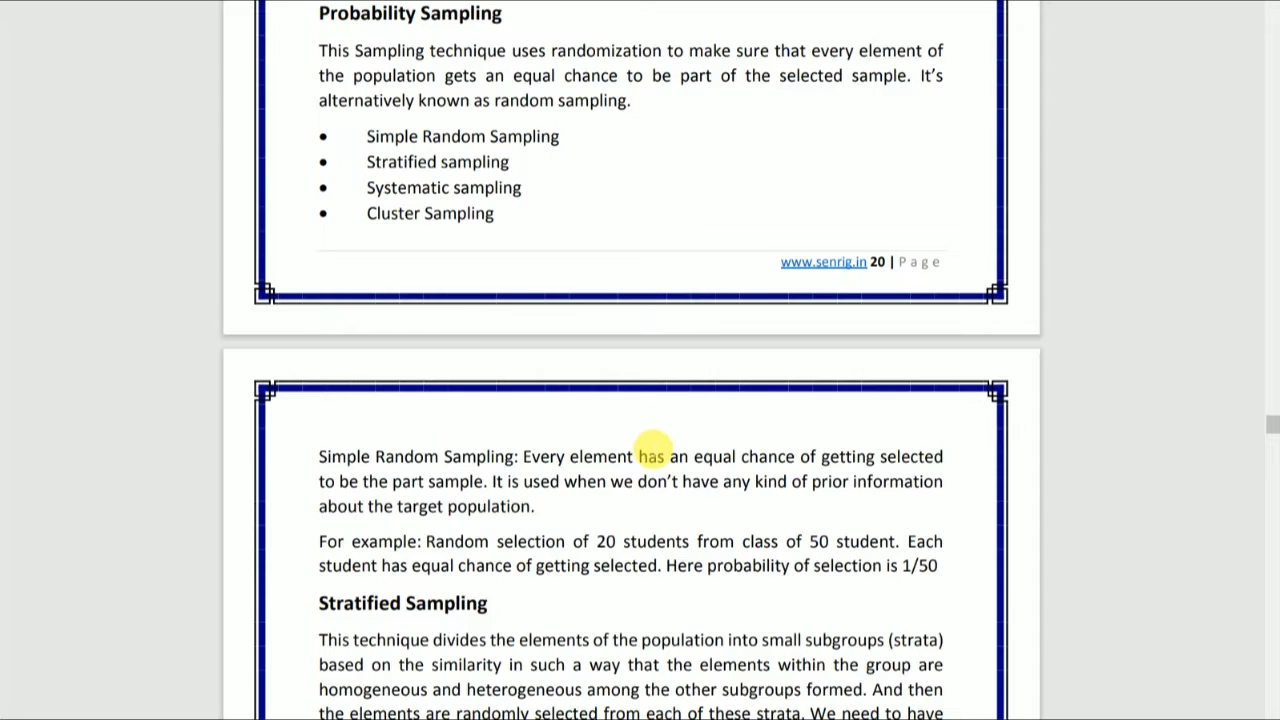 Probability Sampling
This Sampling technique uses randomization to make sure that every element of
the population gets an equal chance to be part of the selected sample. It’s
alternatively known as random sampling.
• Simple Random Sampling
• Stratified sampling
• Systematic sampling
• Cluster Sampling
www.senrig.in 20 | P a g e
Simple Random Sampling: Every element has an equal chance of getting selected
to be the part sample. It is used when we don’t have any kind of prior information
about the target population.
For example: Random selection of 20 students from class of 50 student. Each
student has equal chance of getting selected. Here probability of selection is 1/50
Stratified Sampling
This technique divides the elements of the population into small subgroups (strata)
based on the similarity in such a way that the elements within the group are
homogeneous and heterogeneous among the other subgroups formed. And then
the elements are randomly selected from each of these strata. We need to have